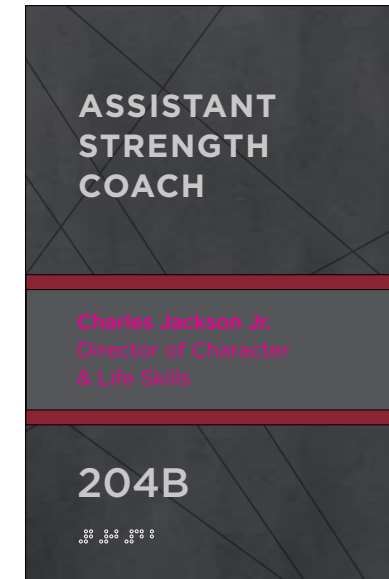 ASSISTANT
STRENGTH
COACH
Charles Jackson Jr.
Director of Character
& Life Skills
204B